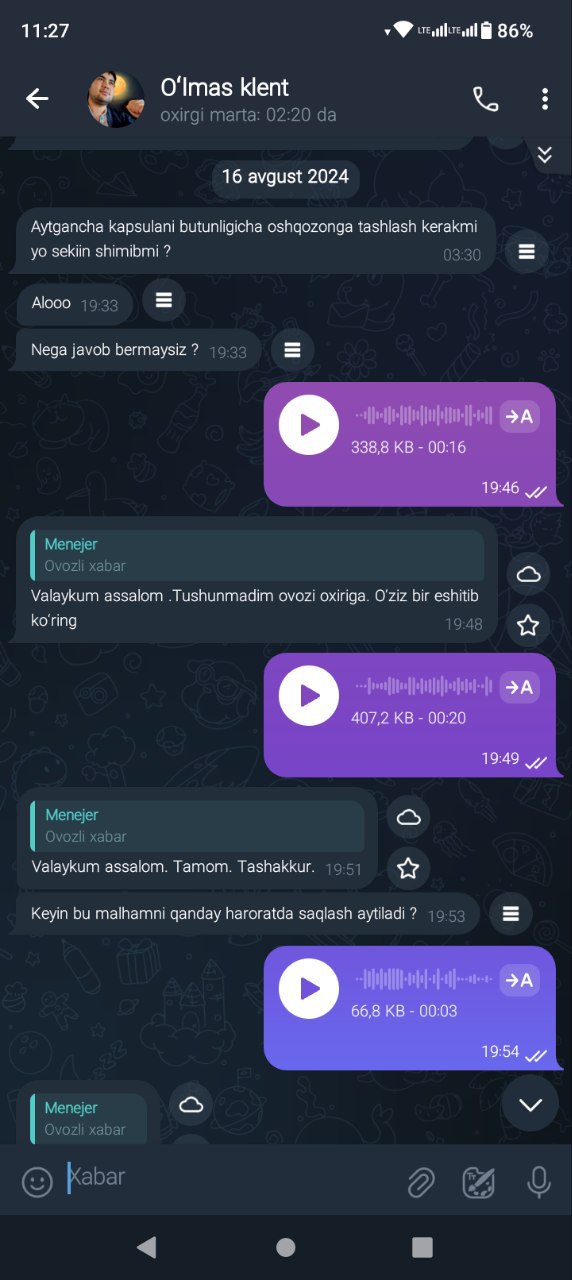 11:27
LTE LTE 86%
O‘lmas klent
oxirgi marta: 02:20 da
16 avgust 2024
Aytgancha kapsulani butunligicha oshqozonga tashlash kerakmi
yo sekiin shimibmi ?
03:30
Alooo 19:33
Nega javob bermaysiz ? 19:33
→A
338,8 KB - 00:16
19:46
Menejer
Ovozli xabar
Valaykum assalom .Tushunmadim ovozi oxiriga. O‘ziz bir eshitib
ko‘ring
19:48
→A
407,2 KB - 00:20
19:49
Menejer
Ovozli xabar
Valaykum assalom. Tamom. Tashakkur. 19:51
Keyin bu malhamni qanday haroratda saqlash aytiladi ? 19:53
→A
66,8 KB - 00:03
19:54
Menejer
Ovozli xabar
Xabar